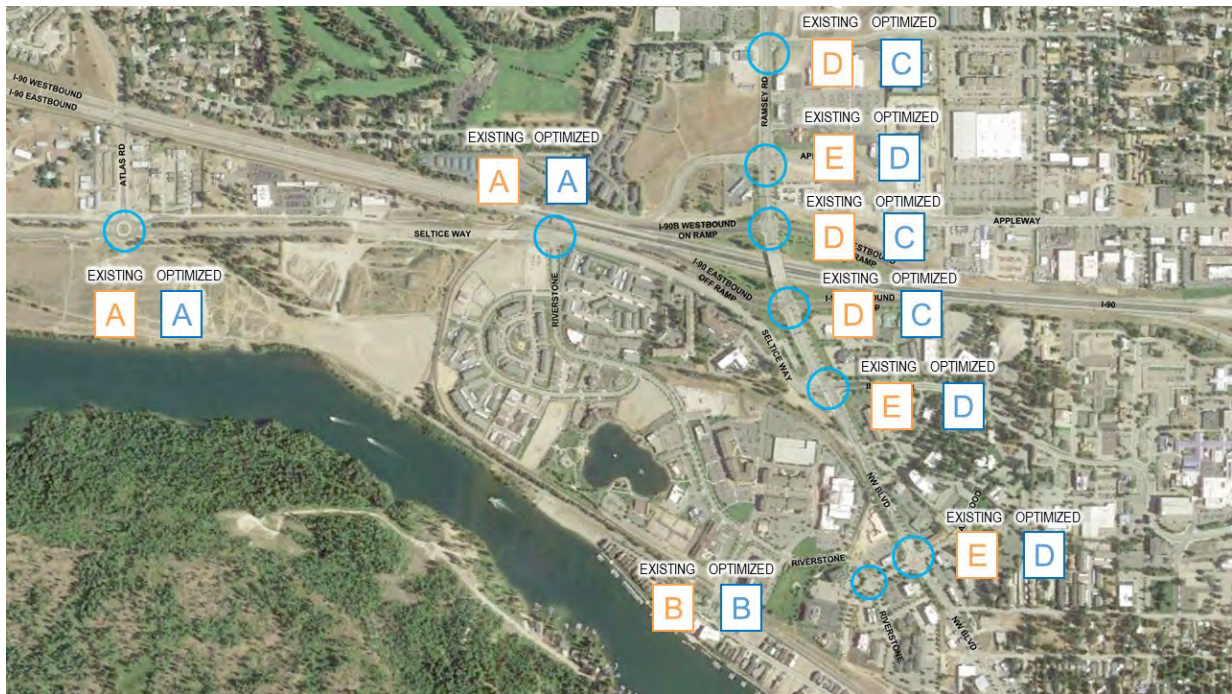 EXISTING OPTIMIZED
D C
RAMSEY RD
I-90 WESTBOUND
I-90 EASTBOUND
EXISTING OPTIMIZED
E D
EXISTING OPTIMIZED
A A
ATLAS RD
EXISTING OPTIMIZED
D C
APPLEWAY
I-90B WESTBOUND
ON RAMP
SELTICE WAY
I-90 EASTBOUND
OFF RAMP
EXISTING OPTIMIZED
A A
RIVERSTONE
EXISTING OPTIMIZED
D C
I-90
SELTICE WAY
EXISTING OPTIMIZED
E D
NW BLVD
EXISTING OPTIMIZED
E D
RIVERSTONE
EXISTING OPTIMIZED
B B
RIVERSTONE
NW BLVD